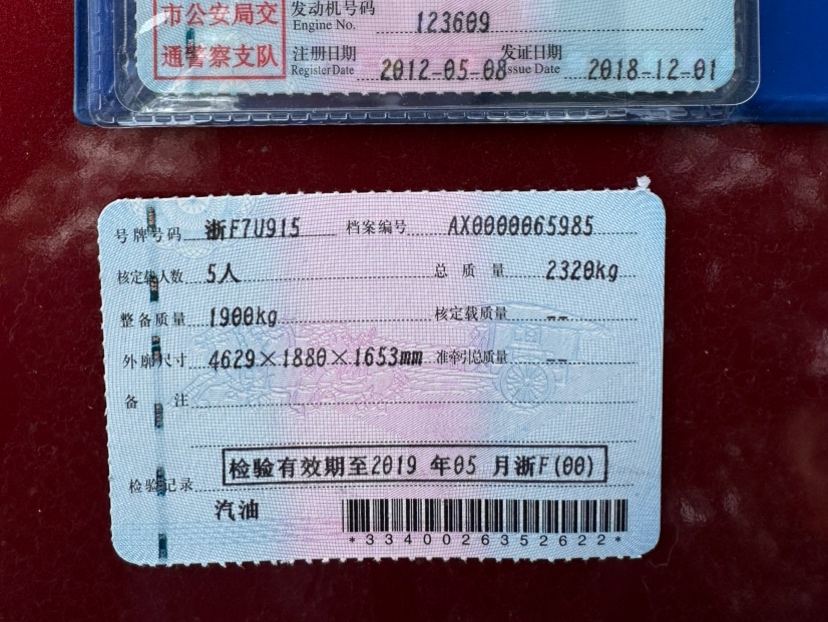 市公安局交
通警察支队
发动机号码
Engine No. 123609
注册日期 发证日期
Register Date 2012-05-08 Issue Date 2018-12-01
号牌号码 浙F7U915 档案编号 AX0000065985
核定载人数 5人 总质量 2320kg
整备质量 1900kg 核定载质量 --
外廓尺寸 4629×1880×1653mm 准牵引总质量 --
备注
检验记录 检验有效期至2019 年05 月浙F(00)
汽油
*3340026352622*